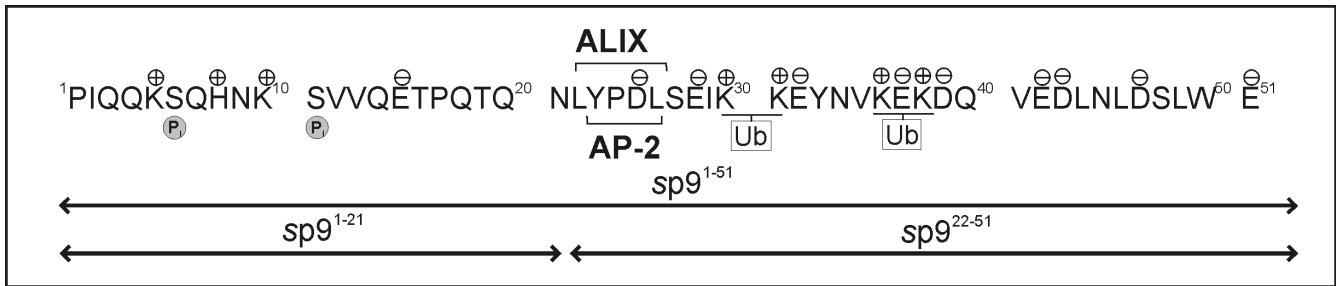 ALIX
⊕ ⊕ ⊕ ⊖ ⊖ ⊖ ⊕ ⊕ ⊖ ⊕ ⊖ ⊕ ⊖ ⊖ ⊖ ⊖ ⊖
¹PIQQKSQHNK¹⁰ SVVQETPQTQ²⁰ NLYPDLSEIK³⁰ KEYNVKEKDQ⁴⁰ VEDLNLDSLW⁵⁰ E⁵¹
Pᵢ Pᵢ AP-2 Ub Ub
sp9¹⁻⁵¹
sp9¹⁻²¹ sp9²²⁻⁵¹